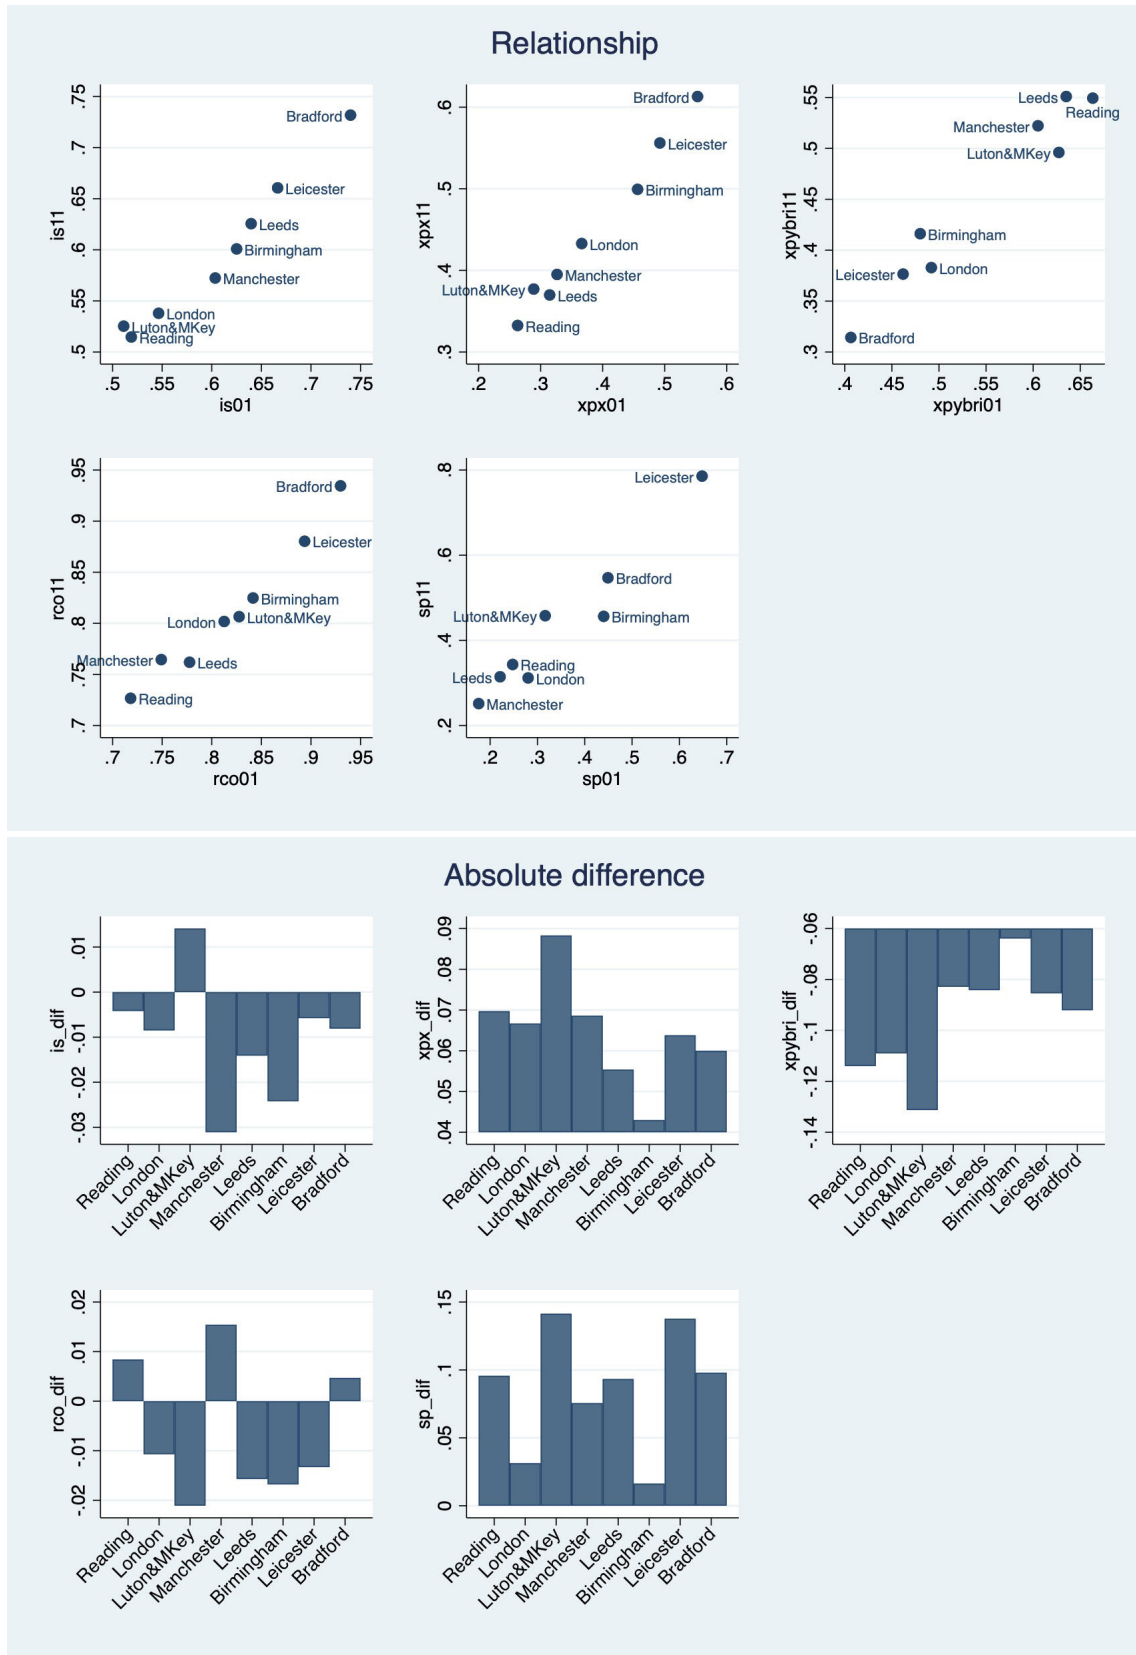 Relationship
.75
.7
.65
.6
.55
.5
is11
Bradford
Leicester
Leeds
Birmingham
Manchester
London
Luton&MKey
Reading
.5 .55 .6 .65 .7 .75
is01
.6
.5
.4
.3
xpx11
Bradford
Leicester
Birmingham
London
Manchester
Luton&MKey
Leeds
Reading
.2 .3 .4 .5 .6
xpx01
.55
.5
.45
.4
.35
.3
xpybri11
Leeds
Reading
Manchester
Luton&MKey
Birmingham
London
Leicester
Bradford
.4 .45 .5 .55 .6 .65
xpybri01
.95
.9
.85
.8
.75
.7
rco11
Bradford
Leicester
Birmingham
London
Luton&MKey
Manchester
Leeds
Reading
.7 .75 .8 .85 .9 .95
rco01
.8
.6
.4
.2
sp11
Leicester
Bradford
Luton&MKey
Birmingham
Reading
Leeds
London
Manchester
.2 .3 .4 .5 .6 .7
sp01
Absolute difference
.01
0
-.01
-.02
-.03
is_dif
Reading
London
Luton&MKey
Manchester
Leeds
Birmingham
Leicester
Bradford
.09
.08
.07
.06
.05
.04
xpx_dif
Reading
London
Luton&MKey
Manchester
Leeds
Birmingham
Leicester
Bradford
-.06
-.08
-.1
-.12
-.14
xpybri_dif
Reading
London
Luton&MKey
Manchester
Leeds
Birmingham
Leicester
Bradford
.02
.01
0
-.01
-.02
rco_dif
Reading
London
Luton&MKey
Manchester
Leeds
Birmingham
Leicester
Bradford
.15
.1
.05
0
sp_dif
Reading
London
Luton&MKey
Manchester
Leeds
Birmingham
Leicester
Bradford